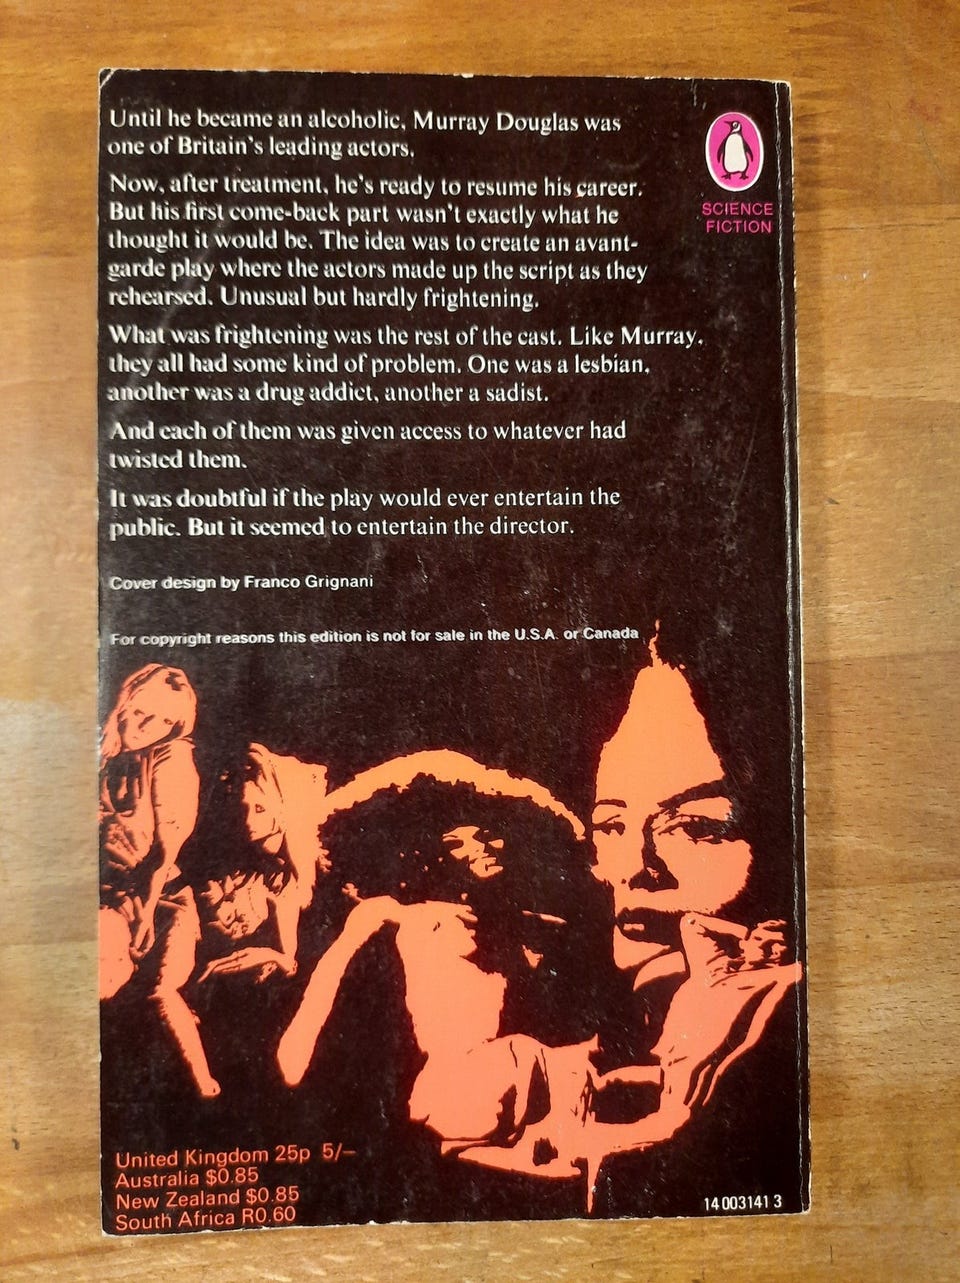 Until he became an alcoholic, Murray Douglas was
one of Britain's leading actors.
Now, after treatment, he's ready to resume his career.
But his first come-back part wasn't exactly what he
thought it would be. The idea was to create an avant-
garde play where the actors made up the script as they
rehearsed. Unusual but hardly frightening.
What was frightening was the rest of the cast. Like Murray,
they all had some kind of problem. One was a lesbian,
another was a drug addict, another a sadist.
And each of them was given access to whatever had
twisted them.
It was doubtful if the play would ever entertain the
public. But it seemed to entertain the director.
Cover design by Franco Grignani
For copyright reasons this edition is not for sale in the U.S.A. or Canada
SCIENCE
FICTION
United Kingdom 25p 5/–
Australia $0.85
New Zealand $0.85
South Africa R0.60
14 003141 3